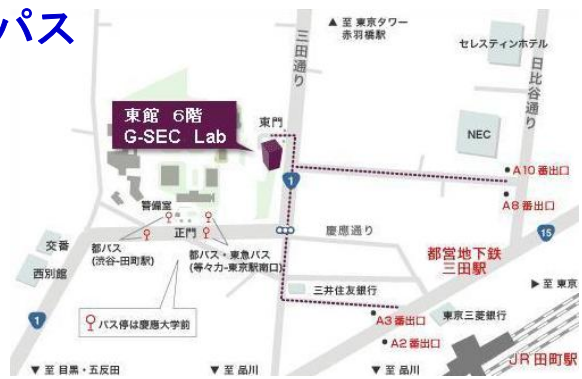 パス
▲ 至 東京タワー
赤羽橋駅
三田通り
セレスティンホテル
日比谷通り
東館 6階
G-SEC Lab
東門
NEC
1
A10 番出口
A8 番出口
警備室
正門
慶應通り
15
交番
西別館
都バス
(渋谷-田町駅)
都バス・東急バス
(等々力-東京駅南口)
都営地下鉄
三田駅
三井住友銀行
▶ 至 東京
1
バス停は慶應大学前
A3 番出口
東京三菱銀行
A2 番出口
JR 田町駅
▼ 至 目黒・五反田
▼ 至 品川
▼ 至 品川